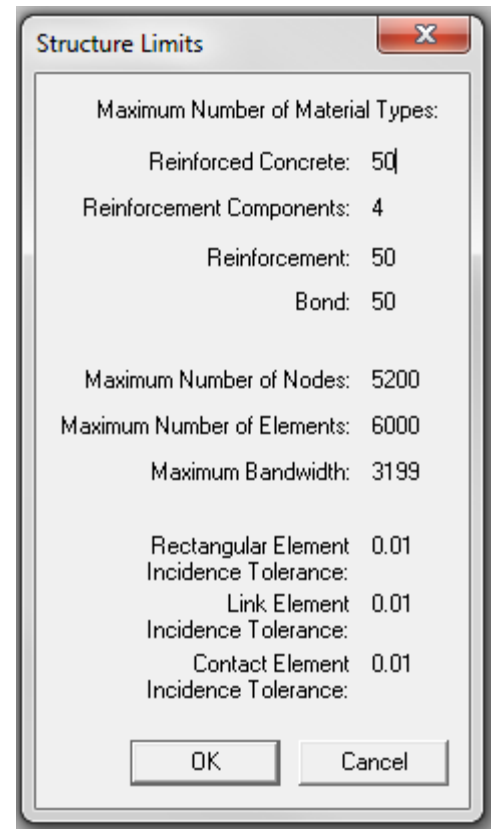 Structure Limits
Maximum Number of Material Types:
Reinforced Concrete: 50
Reinforcement Components: 4
Reinforcement: 50
Bond: 50
Maximum Number of Nodes: 5200
Maximum Number of Elements: 6000
Maximum Bandwidth: 3199
Rectangular Element 0.01
Incidence Tolerance:
Link Element 0.01
Incidence Tolerance:
Contact Element 0.01
Incidence Tolerance:
OK Cancel